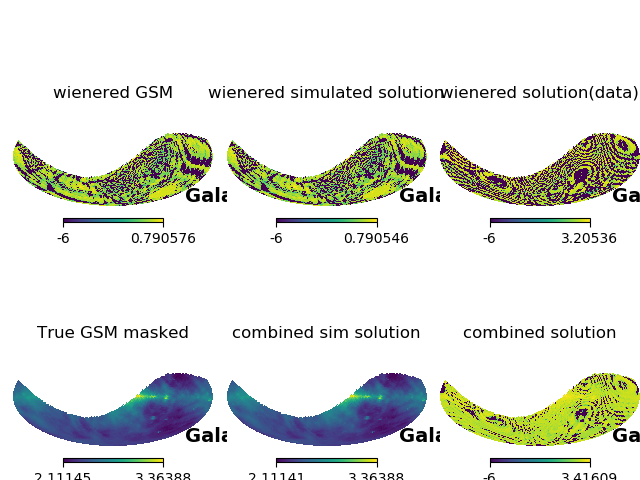 wienered GSM
wienered simulated solution
wienered solution(data)
Gala
Gala
Gala
-6 0.790576
-6 0.790546
-6 3.20536
True GSM masked
combined sim solution
combined solution
Gala
Gala
Gala
2.11145 3.36388
2.11141 3.36388
-6 3.41609